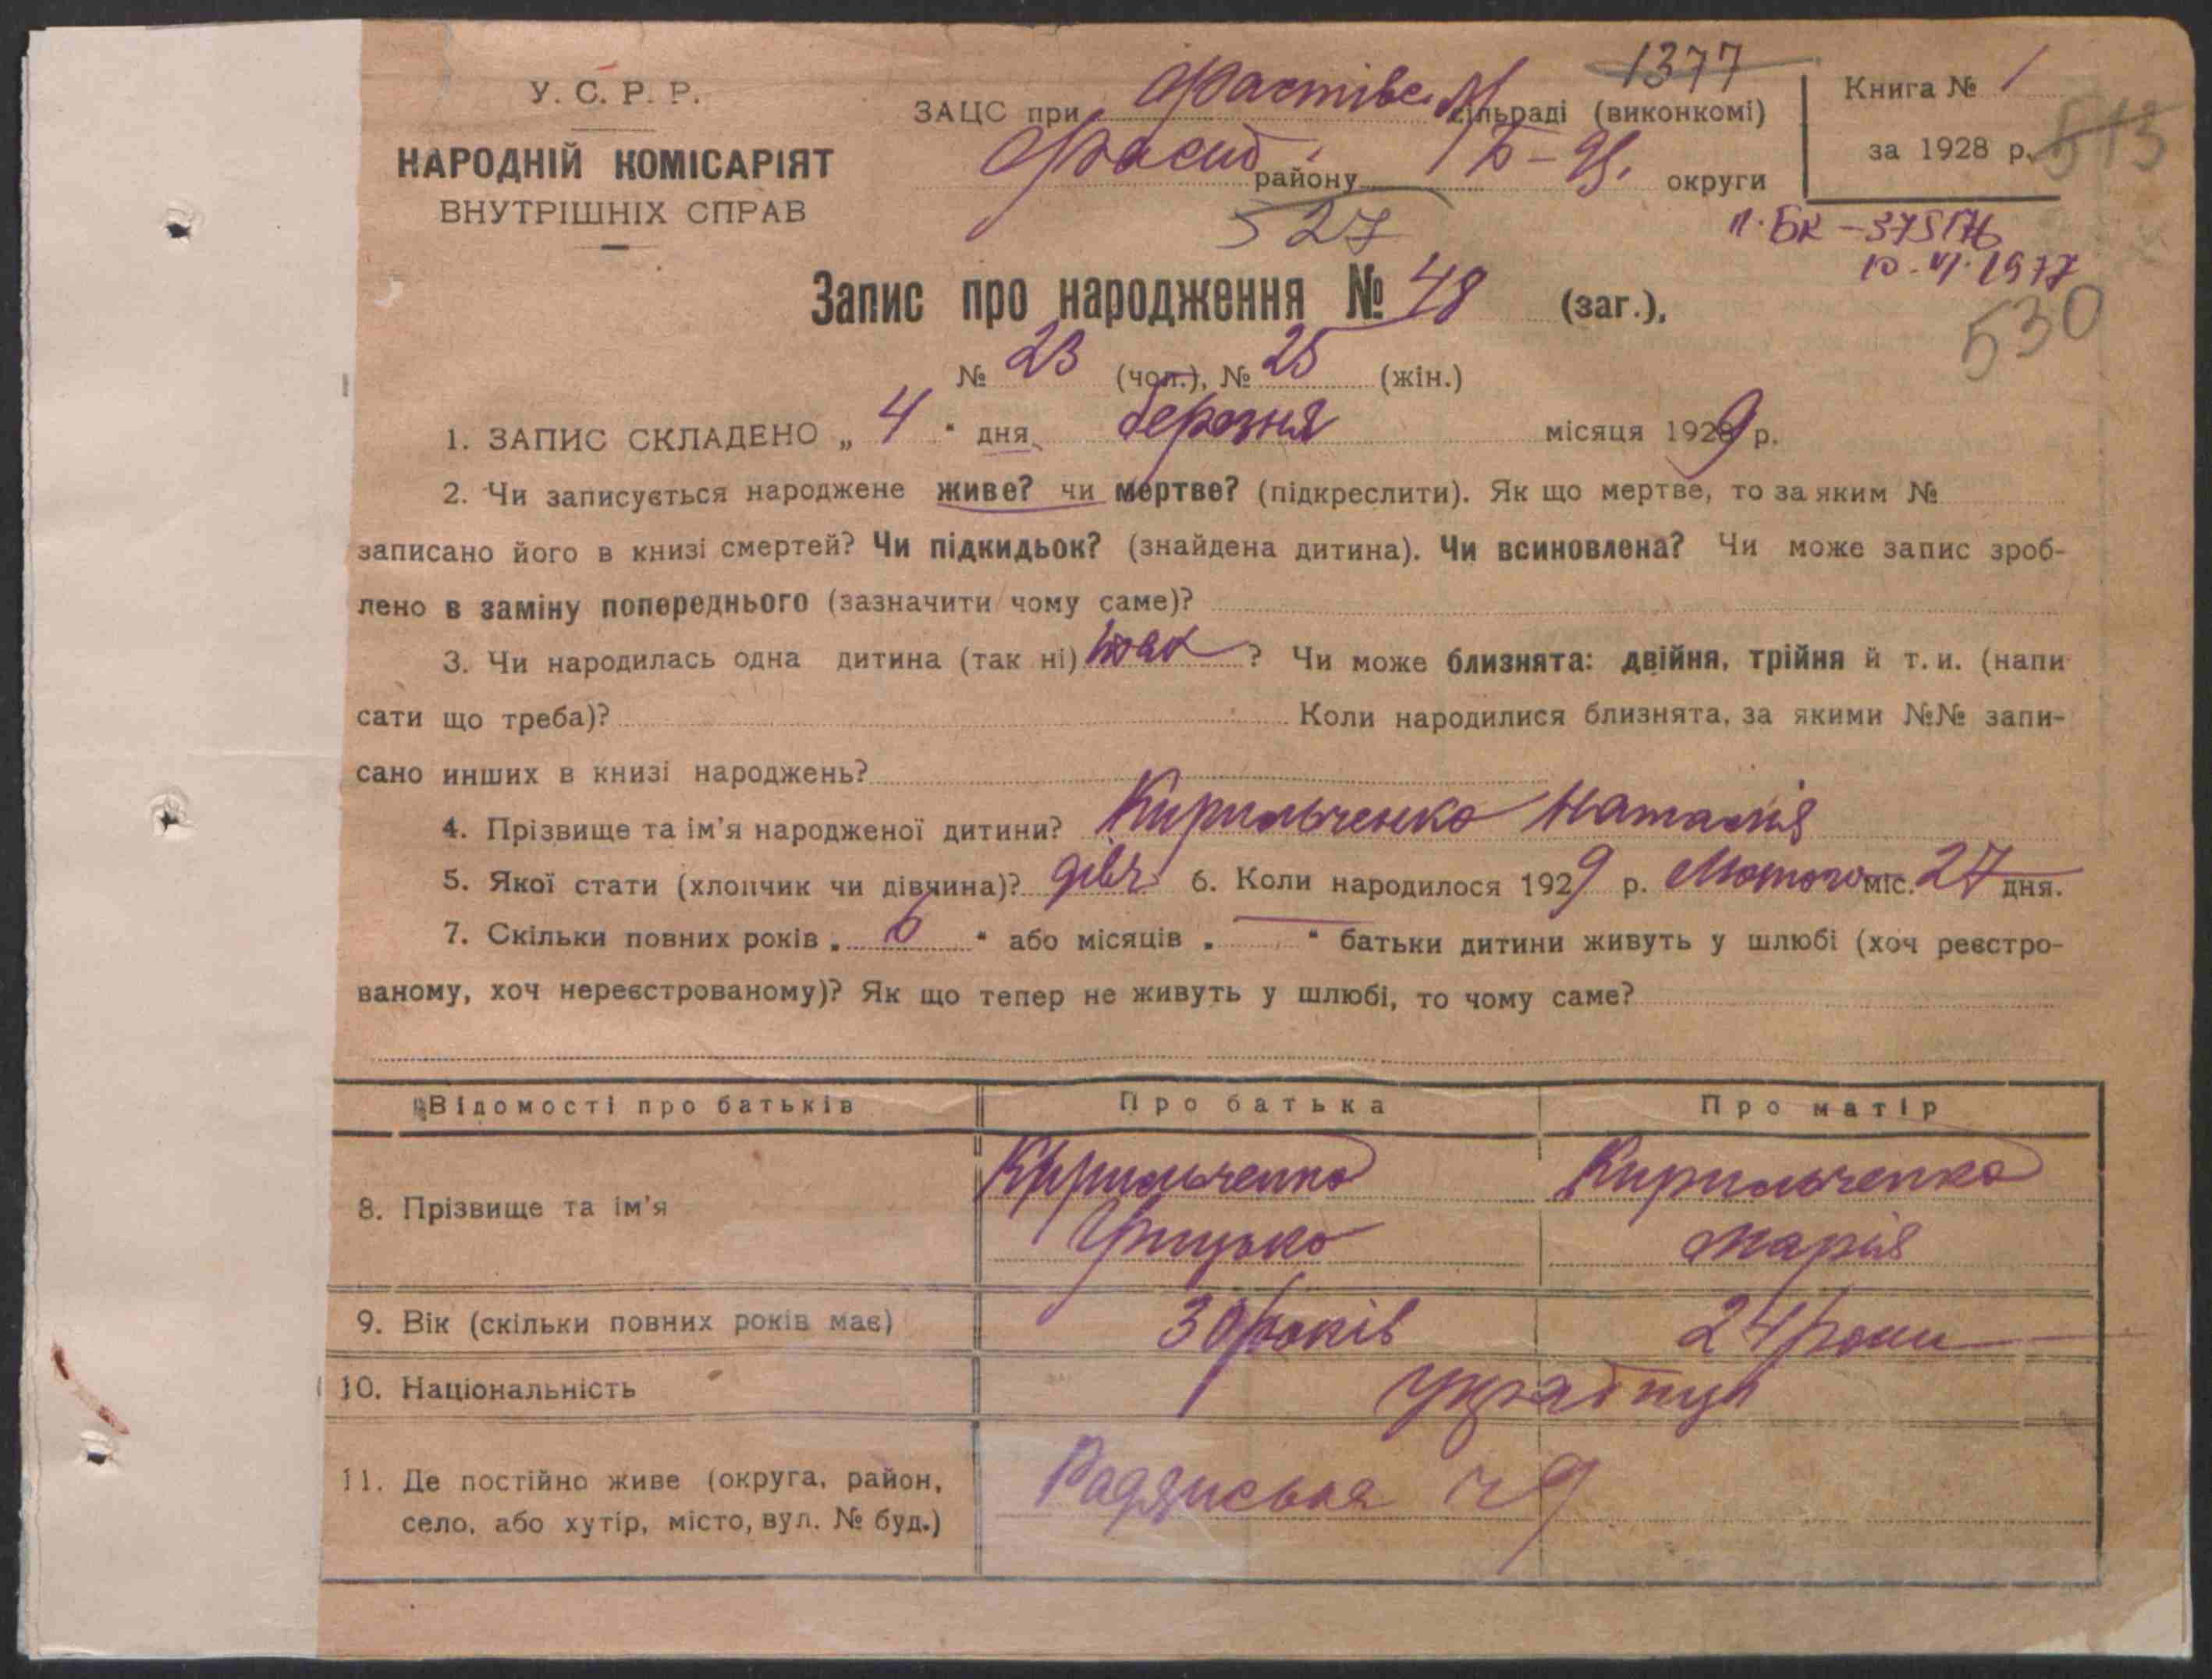 У. С. Р. Р.
НАРОДНІЙ КОМІСАРІЯТ
ВНУТРІШНІХ СПРАВ
1377
ЗАЦС при Фастівс. М сільраді (виконкомі)
району Б-Ц. округи
Книга № 1
за 1928 р.
513
527
10.VI.1977
530
Запис про народження № 48 (заг.),
№ 23 (чол.), № 25 (жін.)
1. ЗАПИС СКЛАДЕНО „ 4 " дня березня місяця 1929 р.
2. Чи записується народжене живе? чи мертве? (підкреслити). Як що мертве, то за яким №
записано його в книзі смертей? Чи підкидьок? (знайдена дитина). Чи всиновлена? Чи може запис зроб-
лено в заміну попереднього (зазначити чому саме)?
3. Чи народилась одна дитина (так ні) так ? Чи може близнята: двійня, трійня й т. и. (напи
сати що треба)? Коли народилися близнята, за якими №№ запи-
сано инших в книзі народжень?
4. Прізвище та ім'я народженої дитини? Кирильченко Наталія
5. Якої стати (хлопчик чи дівчина)? дівч 6. Коли народилося 1929 р. Лютого міс. 27 дня.
7. Скільки повних років „ 6 " або місяців „ " батьки дитини живуть у шлюбі (хоч реєстро-
ваному, хоч нереєстрованому)? Як що тепер не живуть у шлюбі, то чому саме?
Відомості про батьків Про батька Про матір
8. Прізвище та ім'я Кирильченко Кирильченко
Грицько Марія
9. Вік (скільки повних років має) 30 років 24 роки
10. Національність українці
11. Де постійно живе (округа, район,
село, або хутір, місто, вул. № буд.)
Радянська ч 9